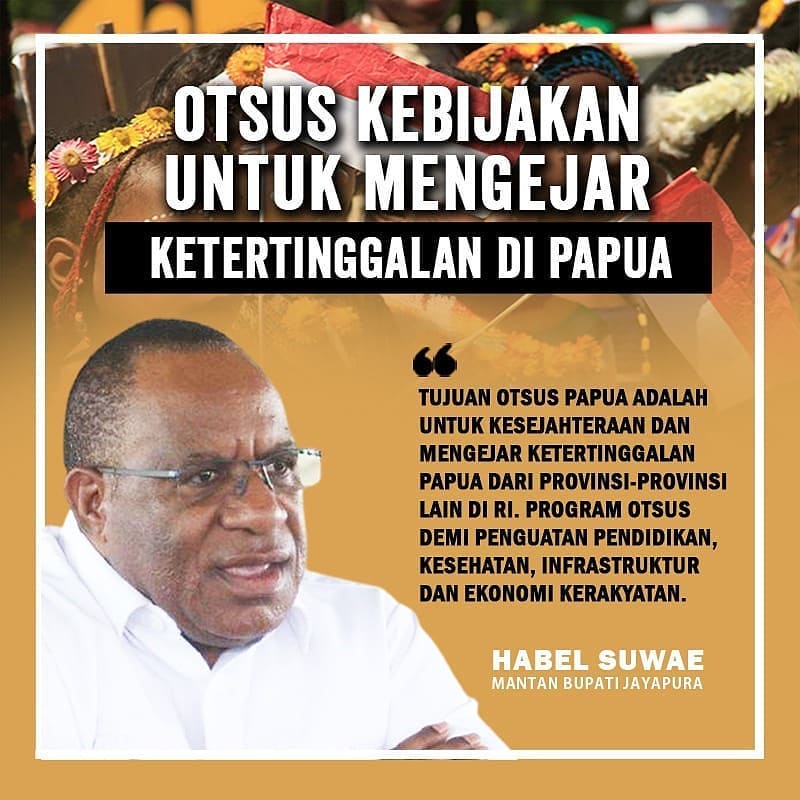 OTSUS KEBIJAKAN
UNTUK MENGEJAR
KETERTINGGALAN DI PAPUA
“
TUJUAN OTSUS PAPUA ADALAH
UNTUK KESEJAHTERAAN DAN
MENGEJAR KETERTINGGALAN
PAPUA DARI PROVINSI-PROVINSI
LAIN DI RI. PROGRAM OTSUS
DEMI PENGUATAN PENDIDIKAN,
KESEHATAN, INFRASTRUKTUR
DAN EKONOMI KERAKYATAN.
HABEL SUWAE
MANTAN BUPATI JAYAPURA